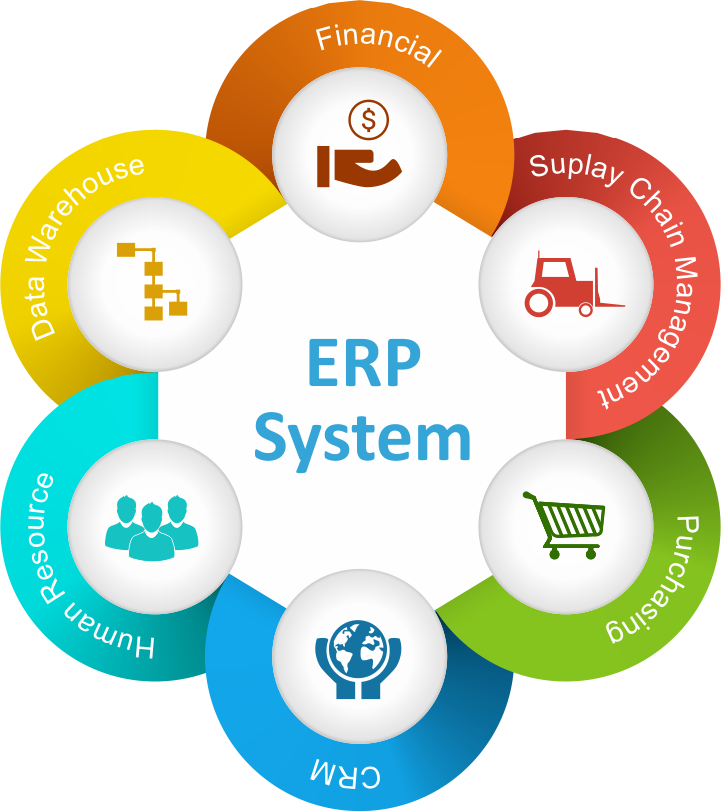 Financial
Suplay Chain Management
Purchasing
CRM
Human Resource
Data Warehouse
ERP
System
$